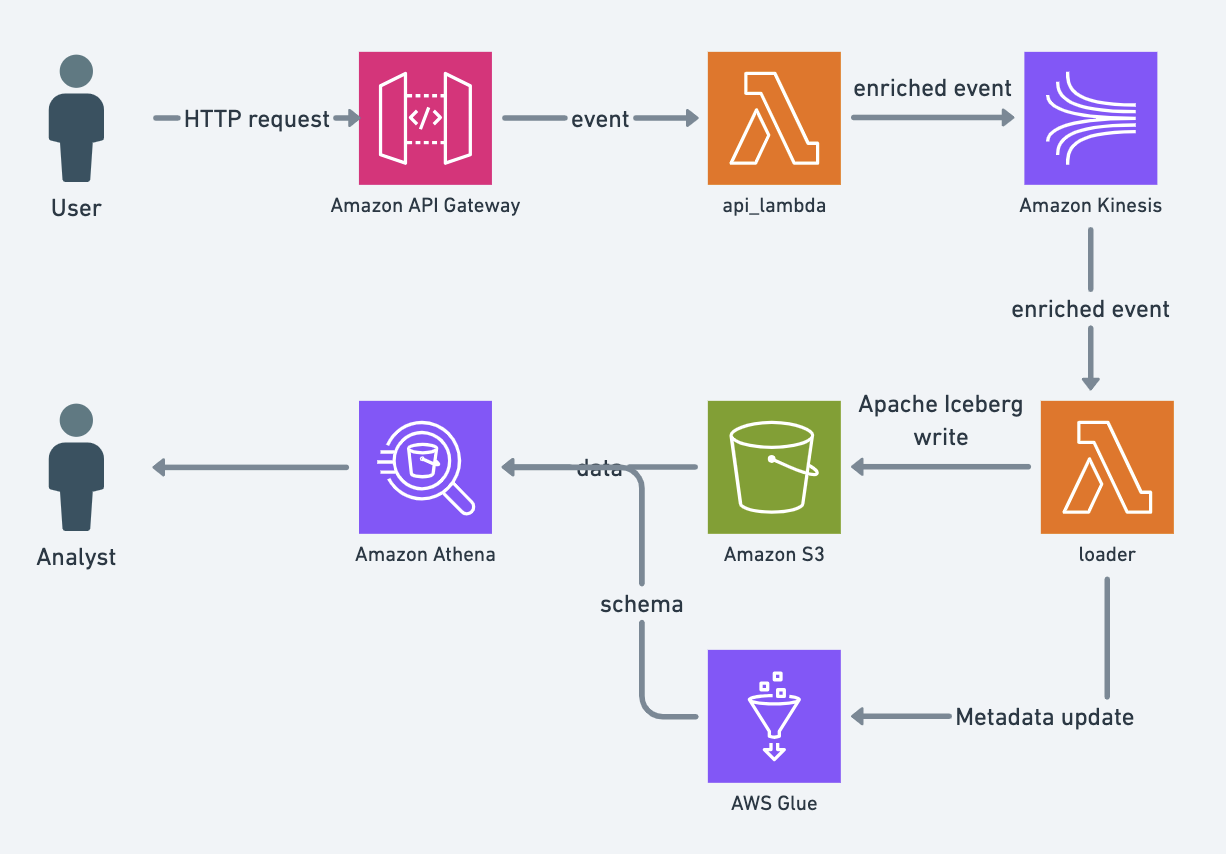 HTTP request
</>
event
enriched event
User
Amazon API Gateway
api_lambda
Amazon Kinesis
enriched event
Apache Iceberg
write
data
Analyst
Amazon Athena
Amazon S3
loader
schema
Metadata update
AWS Glue